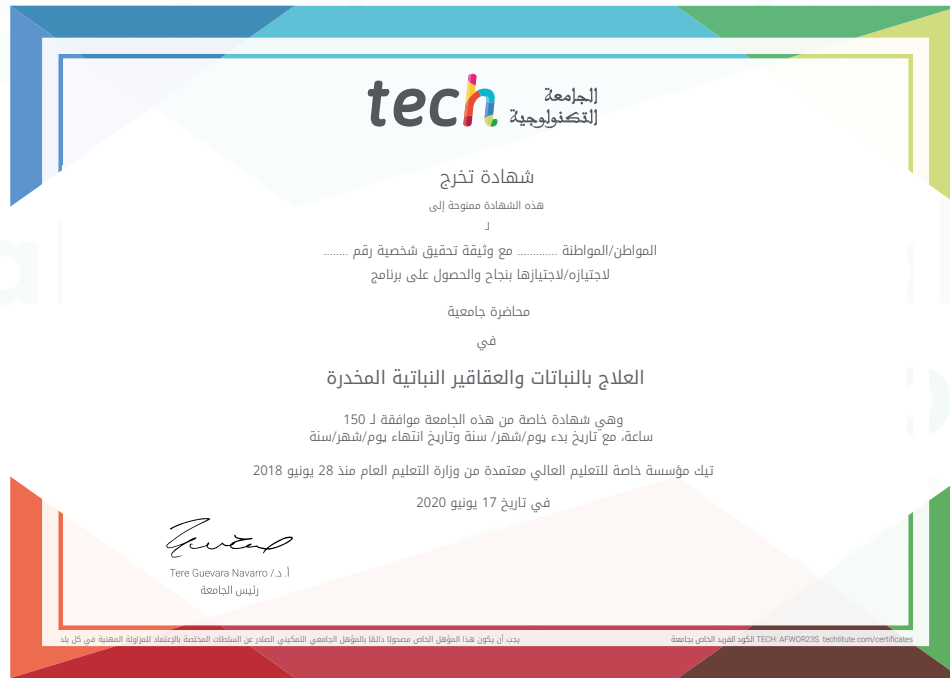 tech الجامعة
التكنولوجية
شهادة تخرج
هذه الشهادة ممنوحة إلى
لـ
المواطن/المواطنة ............ مع وثيقة تحقيق شخصية رقم ........
لاجتيازه/لاجتيازها بنجاح والحصول على برنامج
محاضرة جامعية
في
العلاج بالنباتات والعقاقير النباتية المخدرة
وهي شهادة خاصة من هذه الجامعة موافقة لـ 150
ساعة، مع تاريخ بدء يوم/شهر/ سنة وتاريخ انتهاء يوم/شهر/سنة
تيك مؤسسة خاصة للتعليم العالي معتمدة من وزارة التعليم العام منذ 28 يونيو 2018
في تاريخ 17 يونيو 2020
أ. د./ Tere Guevara Navarro
رئيس الجامعة
يجب أن يكون هذا المؤهل الخاص مصحوبًا دائمًا بالمؤهل الجامعي التمكيني الصادر عن السلطات المختصة بالإعتماد للمزاولة المهنية في كل بلد
الكود الفريد الخاص بجامعة TECH: AFWOR23S techtitute.com/certificates